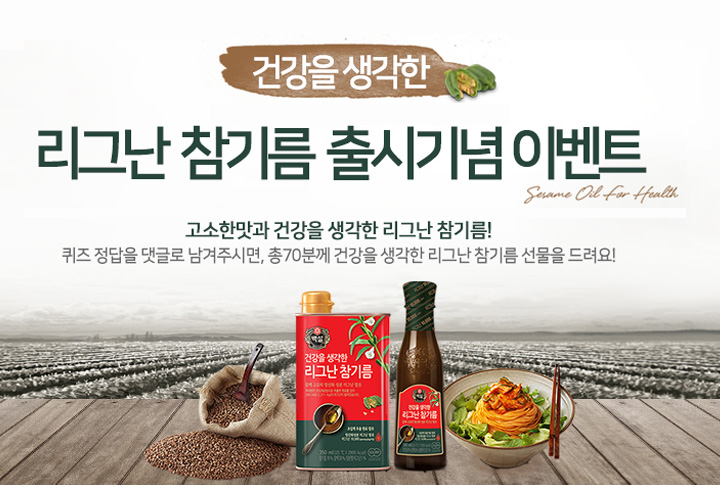 건강을 생각한
리그난 참기름 출시기념 이벤트
Sesame Oil For Health
고소한맛과 건강을 생각한 리그난 참기름!
퀴즈 정답을 댓글로 남겨주시면, 총70분께 건강을 생각한 리그난 참기름 선물을 드려요!
백설
건강을 생각한
리그난 참기름
백설
건강을 생각한
리그난 참기름